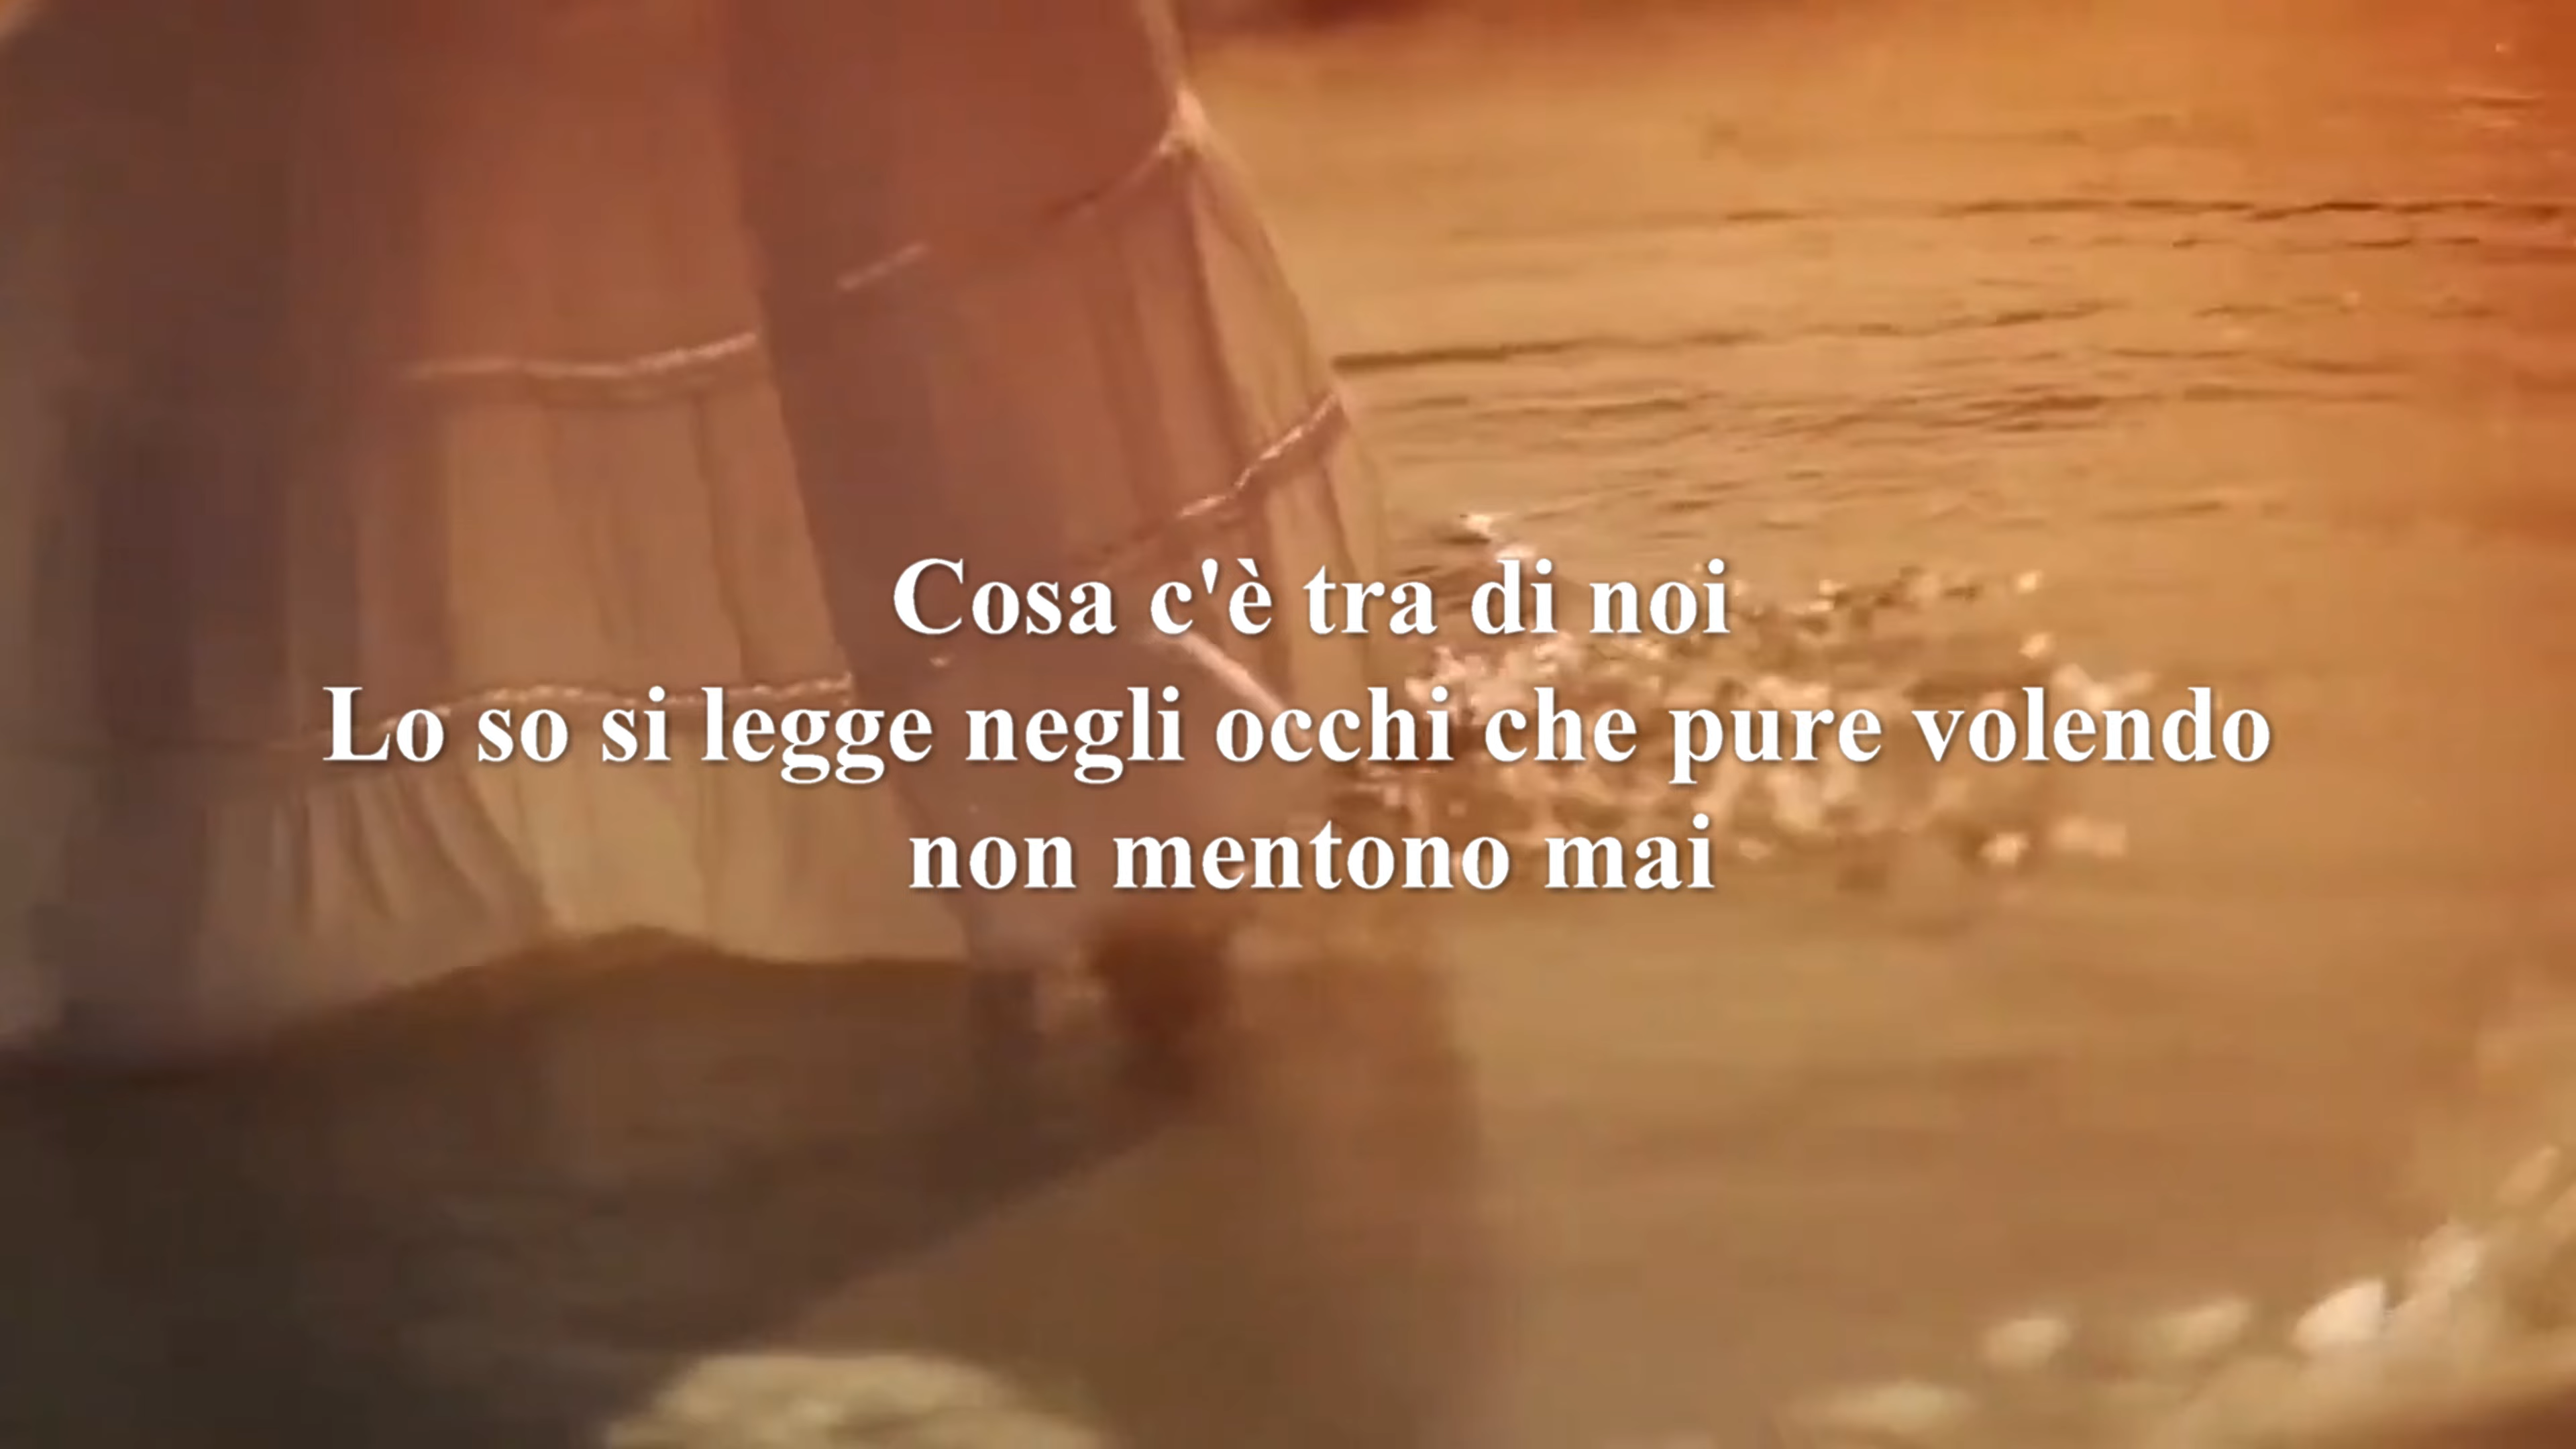 Cosa c'è tra di noi
Lo so si legge negli occhi che pure volendo
non mentono mai